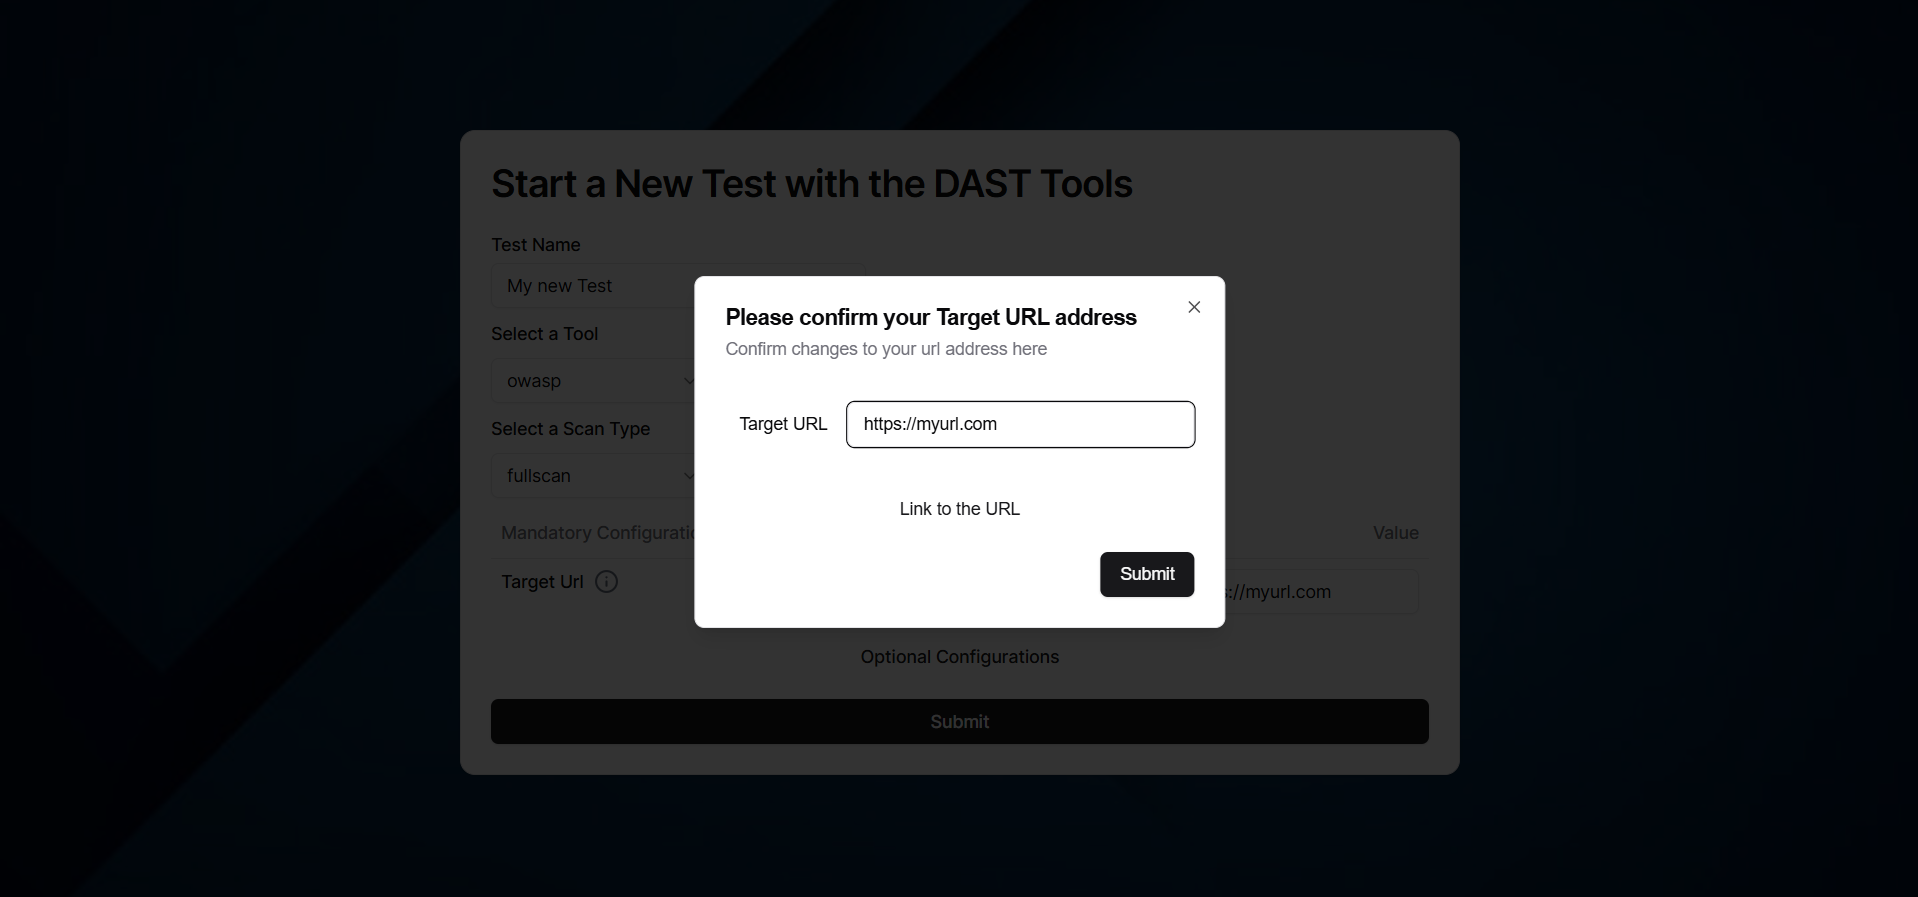 Start a New Test with the DAST Tools
Test Name
My new Test
Select a Tool
owasp
Select a Scan Type
fullscan
Mandatory
Value
Target Url
://myurl.com
Optional Configurations
Submit
Please confirm your Target URL address
Confirm changes to your url address here
Target URL
https://myurl.com
Link to the URL
Submit